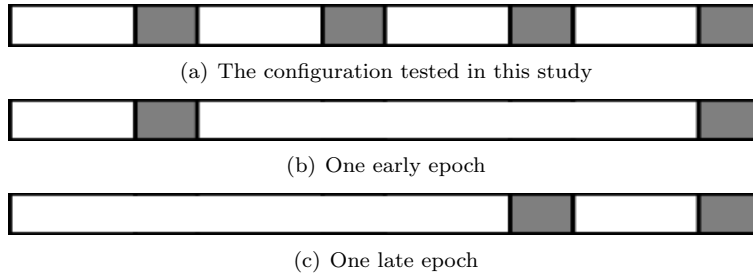 (a) The configuration tested in this study
(b) One early epoch
(c) One late epoch